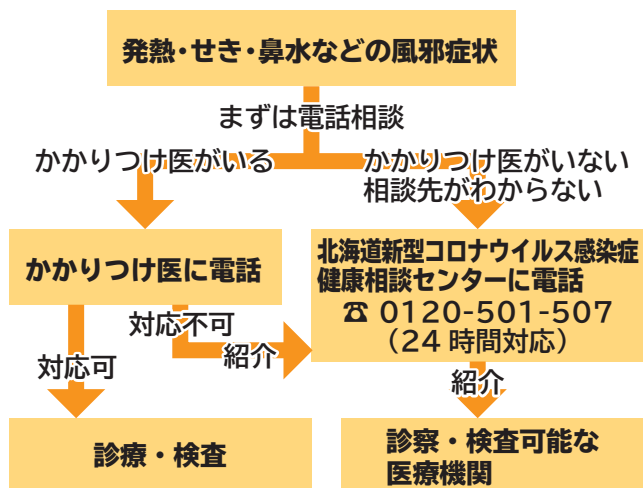 発熱・せき・鼻水などの風邪症状
まずは電話相談
かかりつけ医がいる
かかりつけ医がいない
相談先がわからない
かかりつけ医に電話
北海道新型コロナウイルス感染症
健康相談センターに電話
☎ 0120-501-507
（24 時間対応）
対応不可
紹介
対応可
紹介
診療・検査
診察・検査可能な
医療機関